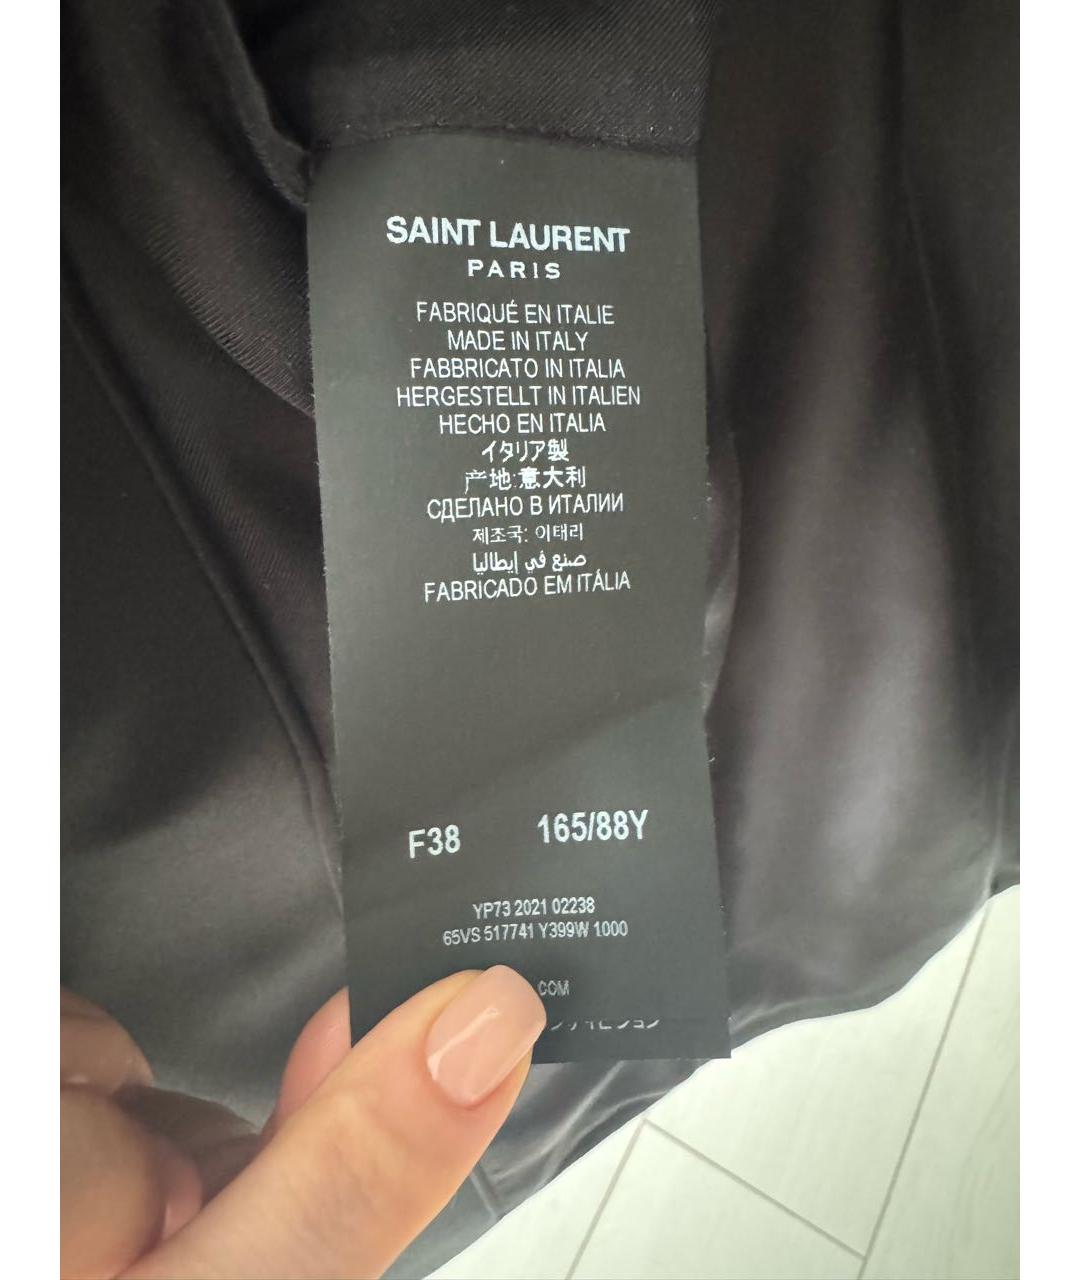 SAINT LAURENT
PARIS
FABRIQUÉ EN ITALIE
MADE IN ITALY
FABBRICATO IN ITALIA
HERGESTELLT IN ITALIEN
HECHO EN ITALIA
イタリア製
产地:意大利
СДЕЛАНО В ИТАЛИИ
제조국: 이태리
صنع في إيطاليا
FABRICADO EM ITÁLIA
F38 165/88Y
YP73 2021 02238
65VS 517741 Y399W 1000
COM